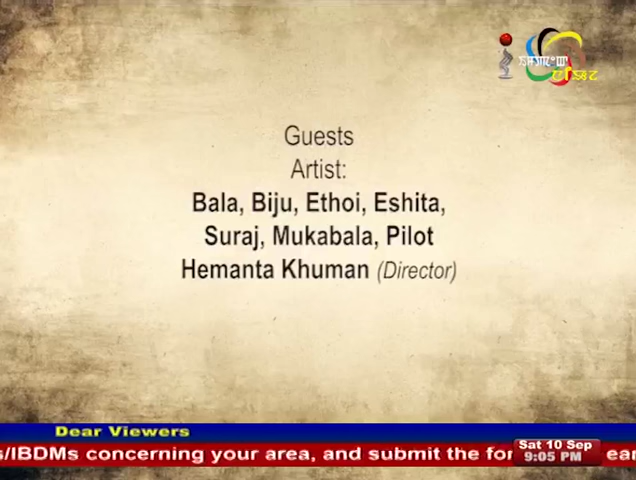 Guests
Artist:
Bala, Biju, Ethoi, Eshita,
Suraj, Mukabala, Pilot
Hemanta Khuman (Director)
Dear Viewers
s/IBDMs concerning your area, and submit the for
Sat 10 Sep
9:05 PM